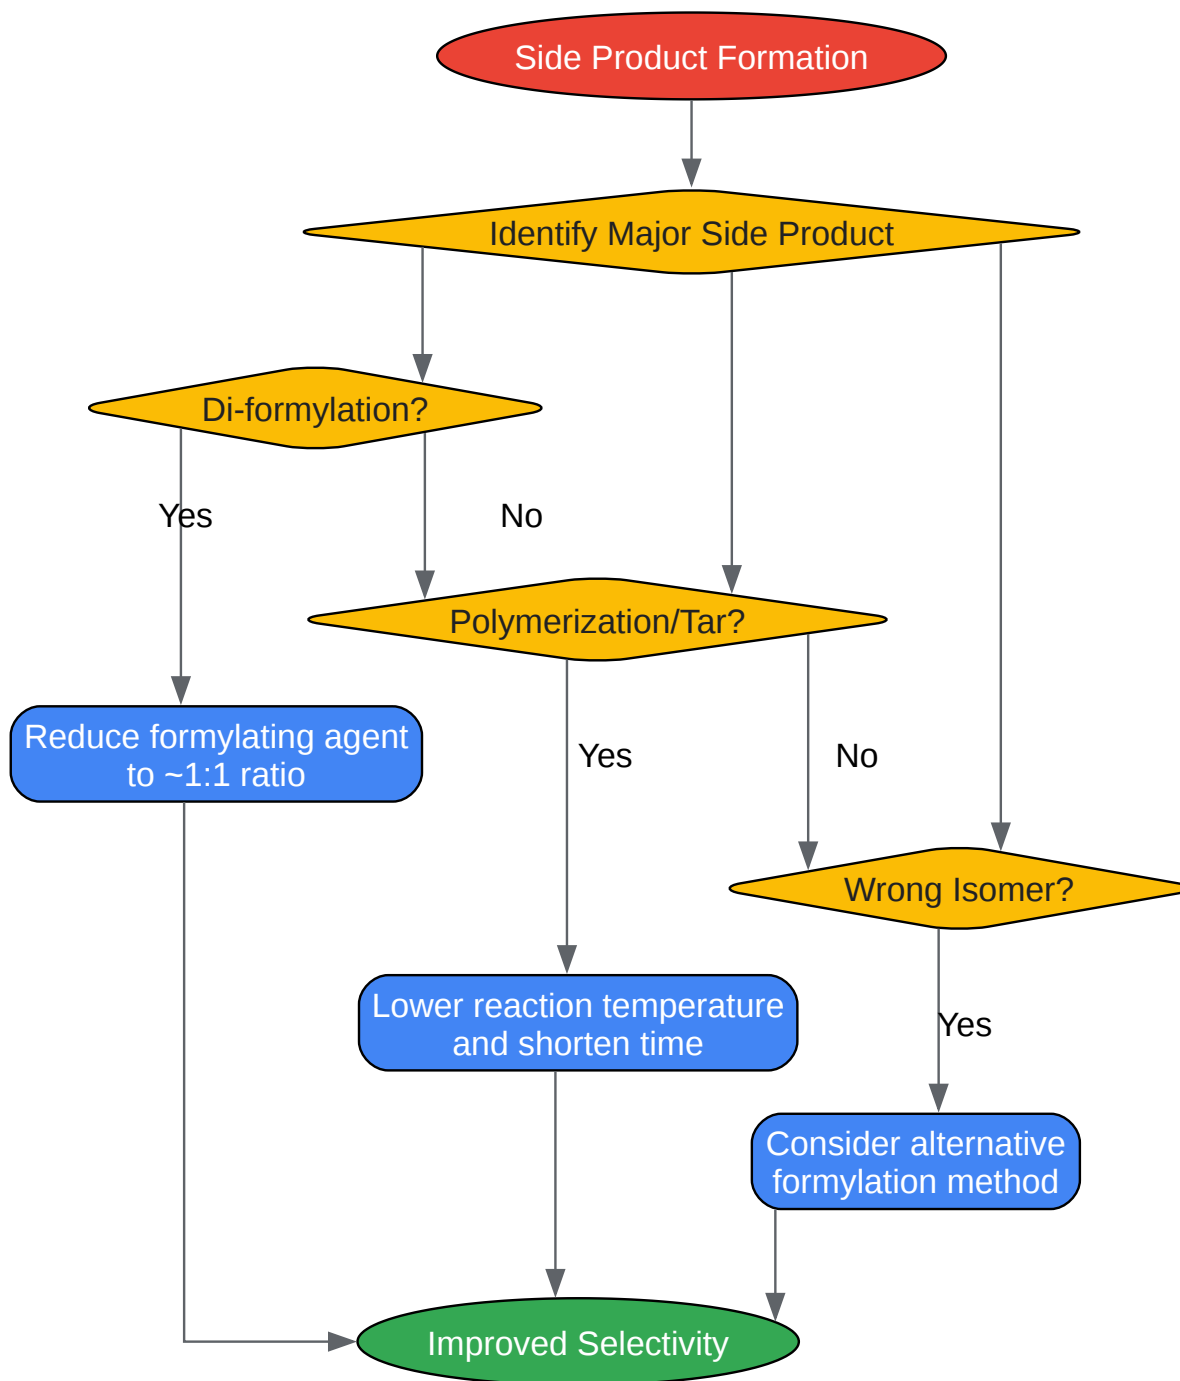 Side Product Formation
Identify Major Side Product
Di-formylation?
Yes
No
Polymerization/Tar?
Reduce formylating agent
to ~1:1 ratio
Yes
No
Wrong Isomer?
Lower reaction temperature
and shorten time
Yes
Consider alternative
formylation method
Improved Selectivity